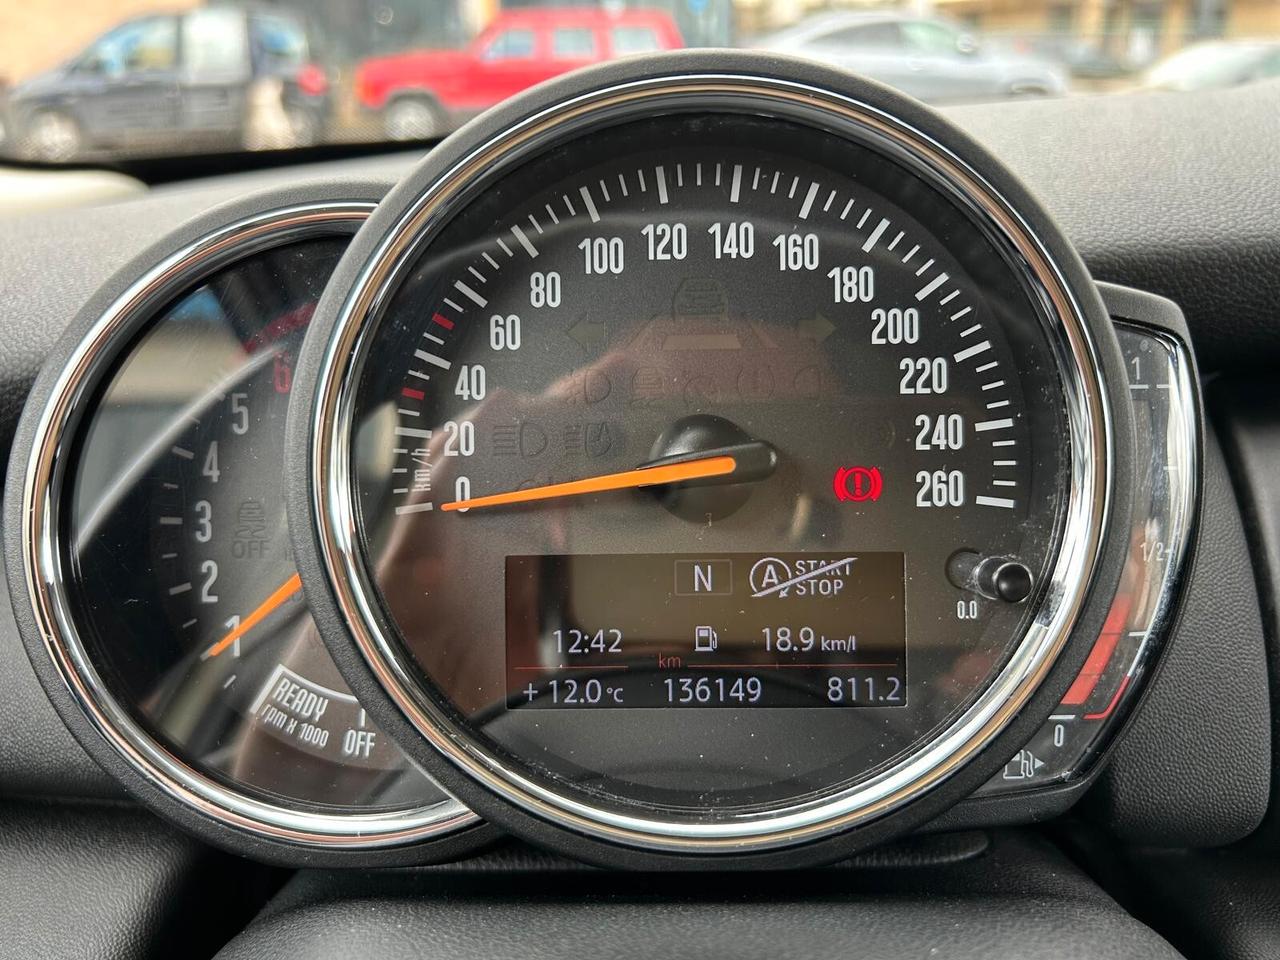 100 120 140 160
80 180
60 200
40 220
20 240
0 260
km/h
6
5
4
3
2
1
OFF
READY
rpm x 1000
OFF
N A START
STOP
12:42 18.9 km/l
km
+ 12.0 °C 136149 811.2
0.0
1
1/2
0